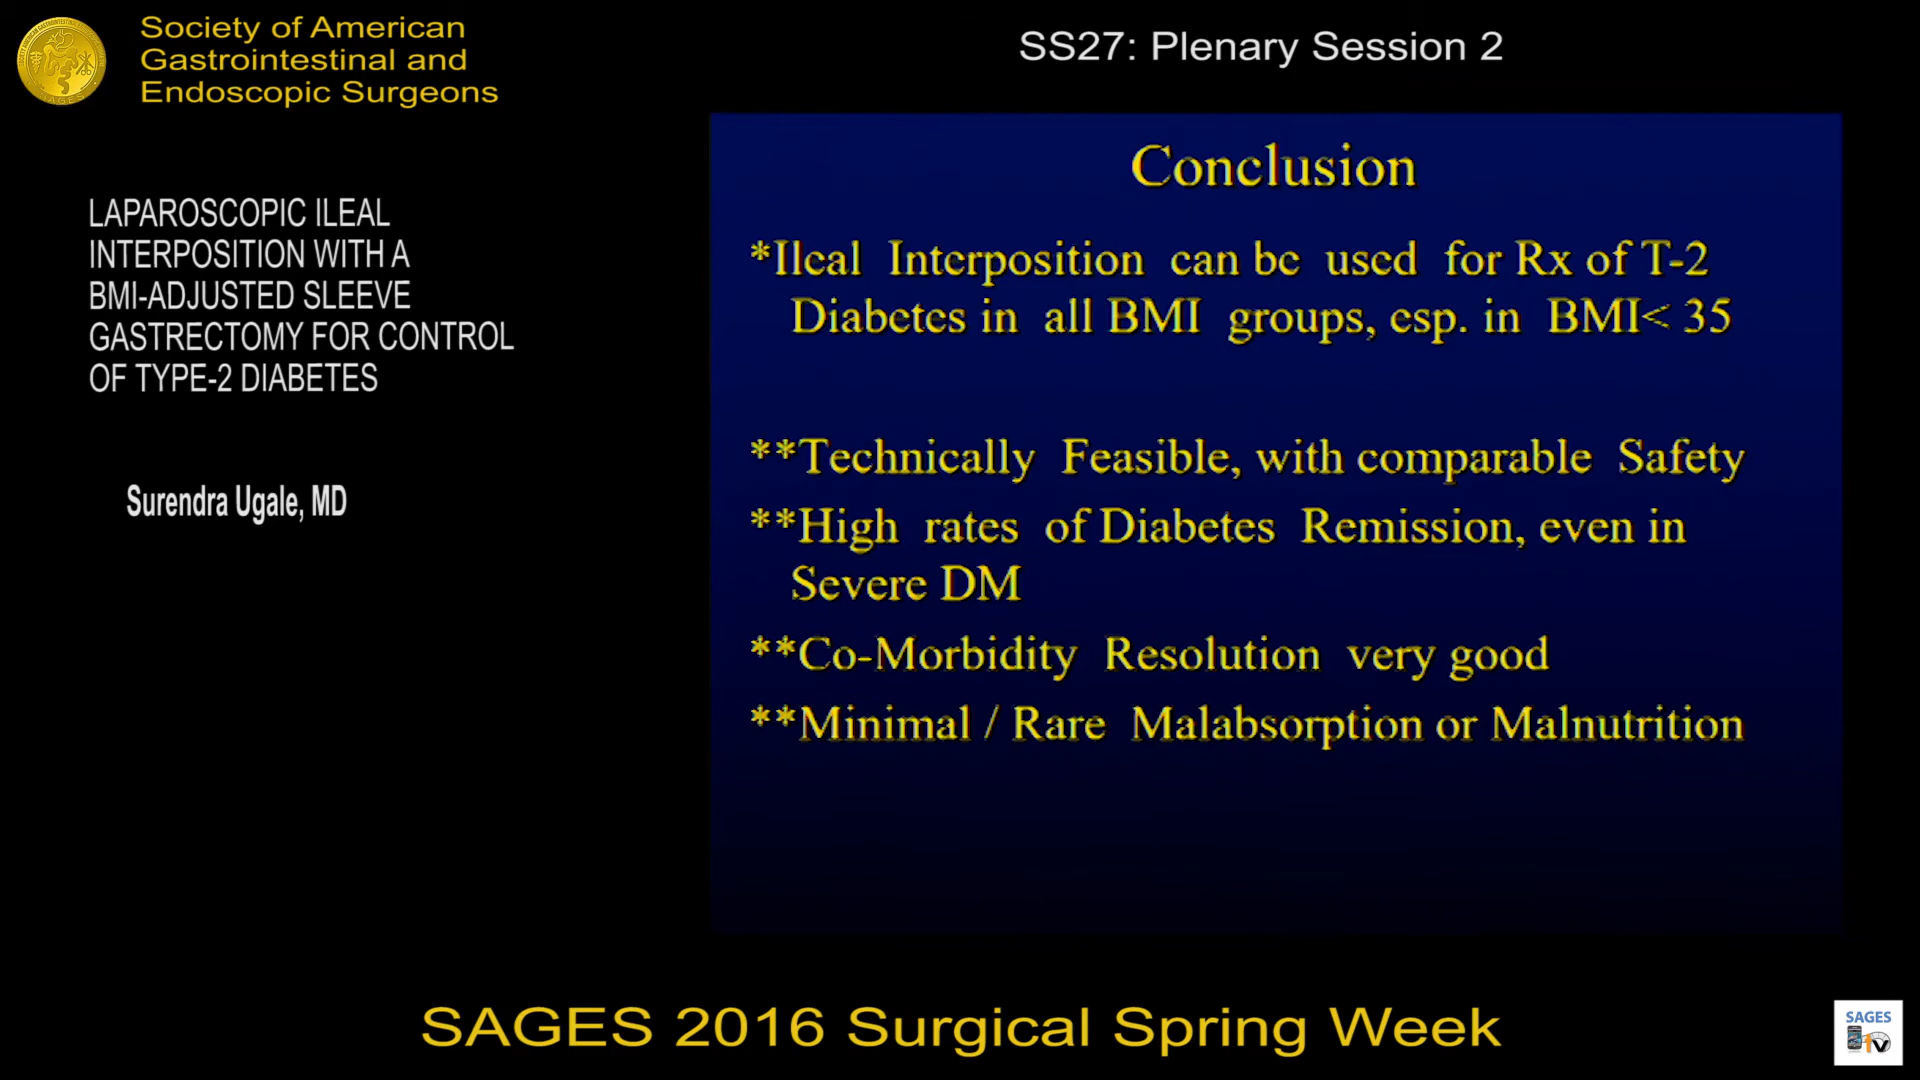 Society of American
Gastrointestinal and
Endoscopic Surgeons
SS27: Plenary Session 2
LAPAROSCOPIC ILEAL
INTERPOSITION WITH A
BMI-ADJUSTED SLEEVE
GASTRECTOMY FOR CONTROL
OF TYPE-2 DIABETES
Surendra Ugale, MD
Conclusion
*Ileal Interposition can be used for Rx of T-2
Diabetes in all BMI groups, esp. in BMI< 35
**Technically Feasible, with comparable Safety
**High rates of Diabetes Remission, even in
Severe DM
**Co-Morbidity Resolution very good
**Minimal / Rare Malabsorption or Malnutrition
SAGES 2016 Surgical Spring Week
SAGES
TV